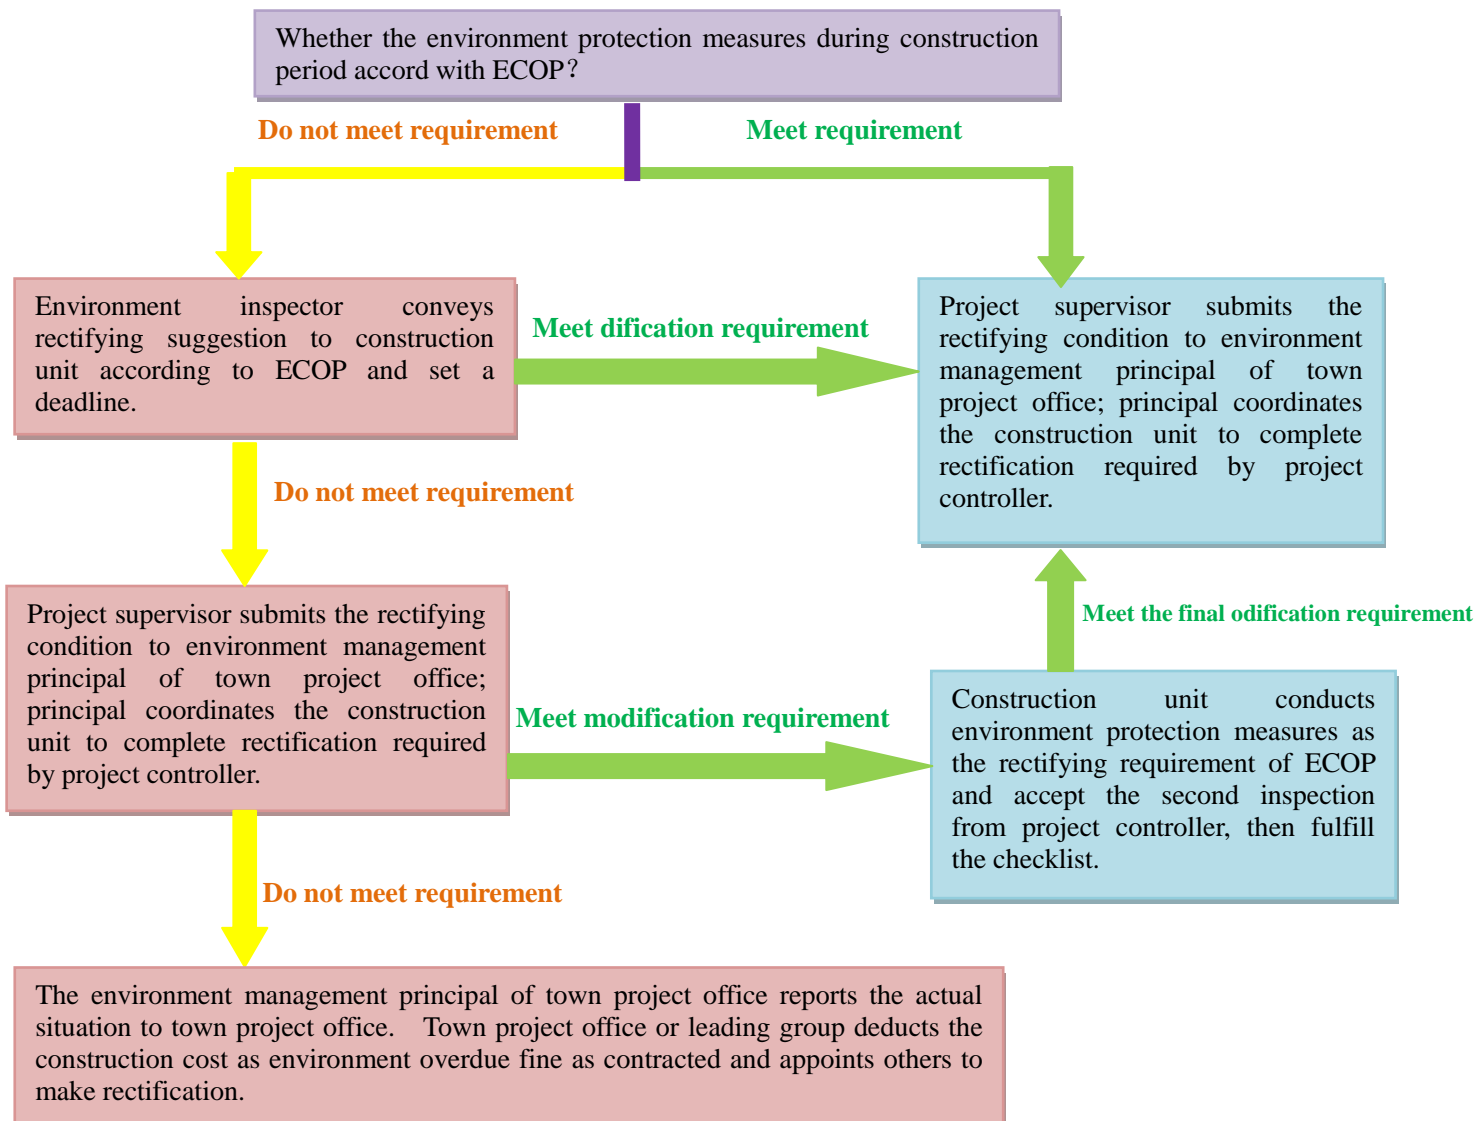 Whether the environment protection measures during construction
period accord with ECOP？
Do not meet requirement
Meet requirement
Environment inspector conveys
rectifying suggestion to construction
unit according to ECOP and set a
deadline.
Meet dification requirement
Project supervisor submits the
rectifying condition to environment
management principal of town
project office; principal coordinates
the construction unit to complete
rectification required by project
controller.
Do not meet requirement
Project supervisor submits the rectifying
condition to environment management
principal of town project office;
principal coordinates the construction
unit to complete rectification required
by project controller.
Meet modification requirement
Meet the final odification requirement
Construction unit conducts
environment protection measures as
the rectifying requirement of ECOP
and accept the second inspection
from project controller, then fulfill
the checklist.
Do not meet requirement
The environment management principal of town project office reports the actual
situation to town project office. Town project office or leading group deducts the
construction cost as environment overdue fine as contracted and appoints others to
make rectification.